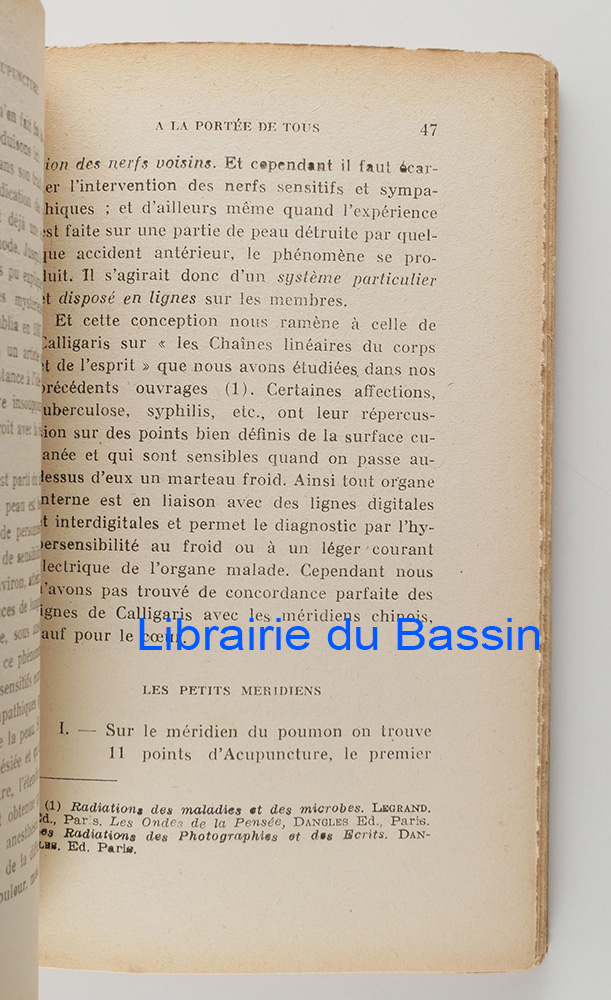 A LA PORTÉE DE TOUS 47
ion des nerfs voisins. Et cependant il faut écar-
er l'intervention des nerfs sensitifs et sympa-
hiques ; et d'ailleurs même quand l'expérience
est faite sur une partie de peau détruite par quel-
que accident antérieur, le phénomène se pro-
duit. Il s'agirait donc d'un système particulier
et disposé en lignes sur les membres.
Et cette conception nous ramène à celle de
Calligaris sur « les Chaînes linéaires du corps
et de l'esprit » que nous avons étudiées dans nos
précédents ouvrages (1). Certaines affections,
uberculose, syphilis, etc., ont leur répercus-
ion sur des points bien définis de la surface cu-
anée et qui sont sensibles quand on passe au-
dessus d'eux un marteau froid. Ainsi tout organe
nterne est en liaison avec des lignes digitales
t interdigitales et permet le diagnostic par l'hy-
persensibilité au froid ou à un léger courant
lectrique de l'organe malade. Cependant nous
n'avons pas trouvé de concordance parfaite des
ignes de Calligaris avec les méridiens chinois,
auf pour le cœur.
Librairie du Bassin
LES PETITS MERIDIENS
I. — Sur le méridien du poumon on trouve
11 points d'Acupuncture, le premier
(1) Radiations des maladies et des microbes. LEGRAND.
Ed., Paris. Les Ondes de la Pensée, DANGLES Ed., Paris.
es Radiations des Photographies et des Ecrits. DAN-
LES. Ed. Paris.